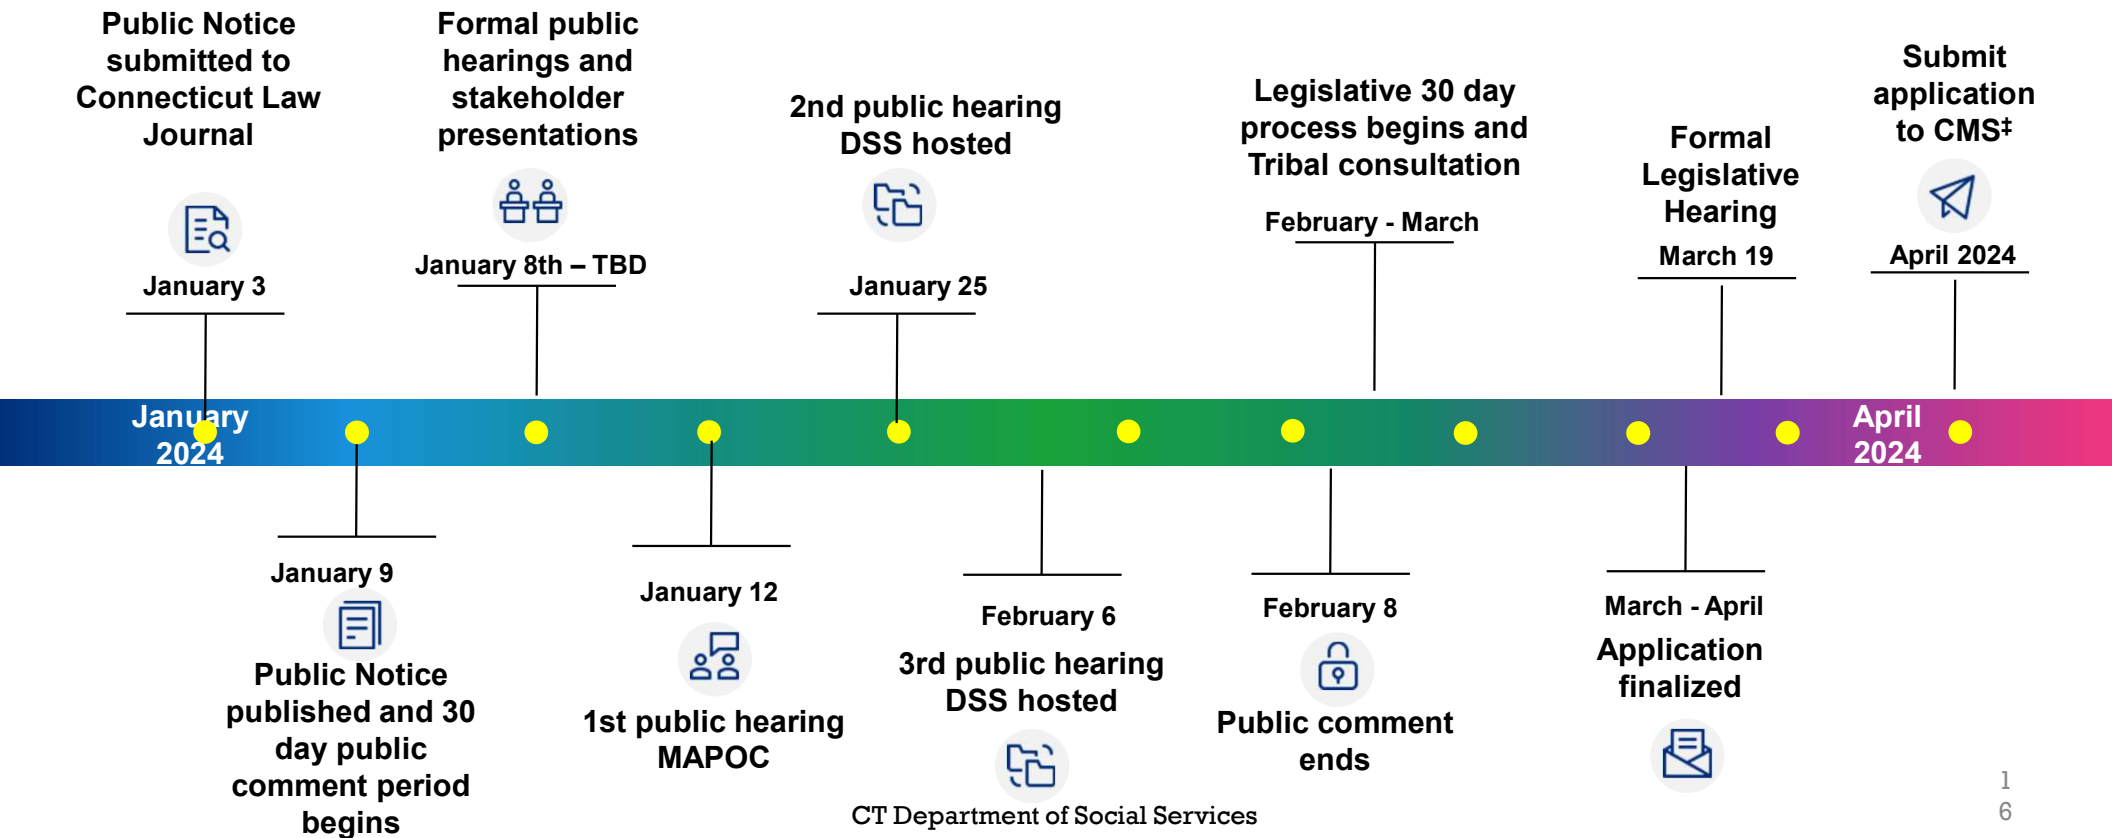 Public Notice
submitted to
Connecticut Law
Journal
January 3
Formal public
hearings and
stakeholder
presentations
January 8th – TBD
2nd public hearing
DSS hosted
January 25
Legislative 30 day
process begins and
Tribal consultation
February - March
Formal
Legislative
Hearing
March 19
Submit
application
to CMS‡
April 2024
January
2024
April
2024
January 9
Public Notice
published and 30
day public
comment period
begins
January 12
1st public hearing
MAPOC
February 6
3rd public hearing
DSS hosted
February 8
Public comment
ends
March - April
Application
finalized
CT Department of Social Services
1
6